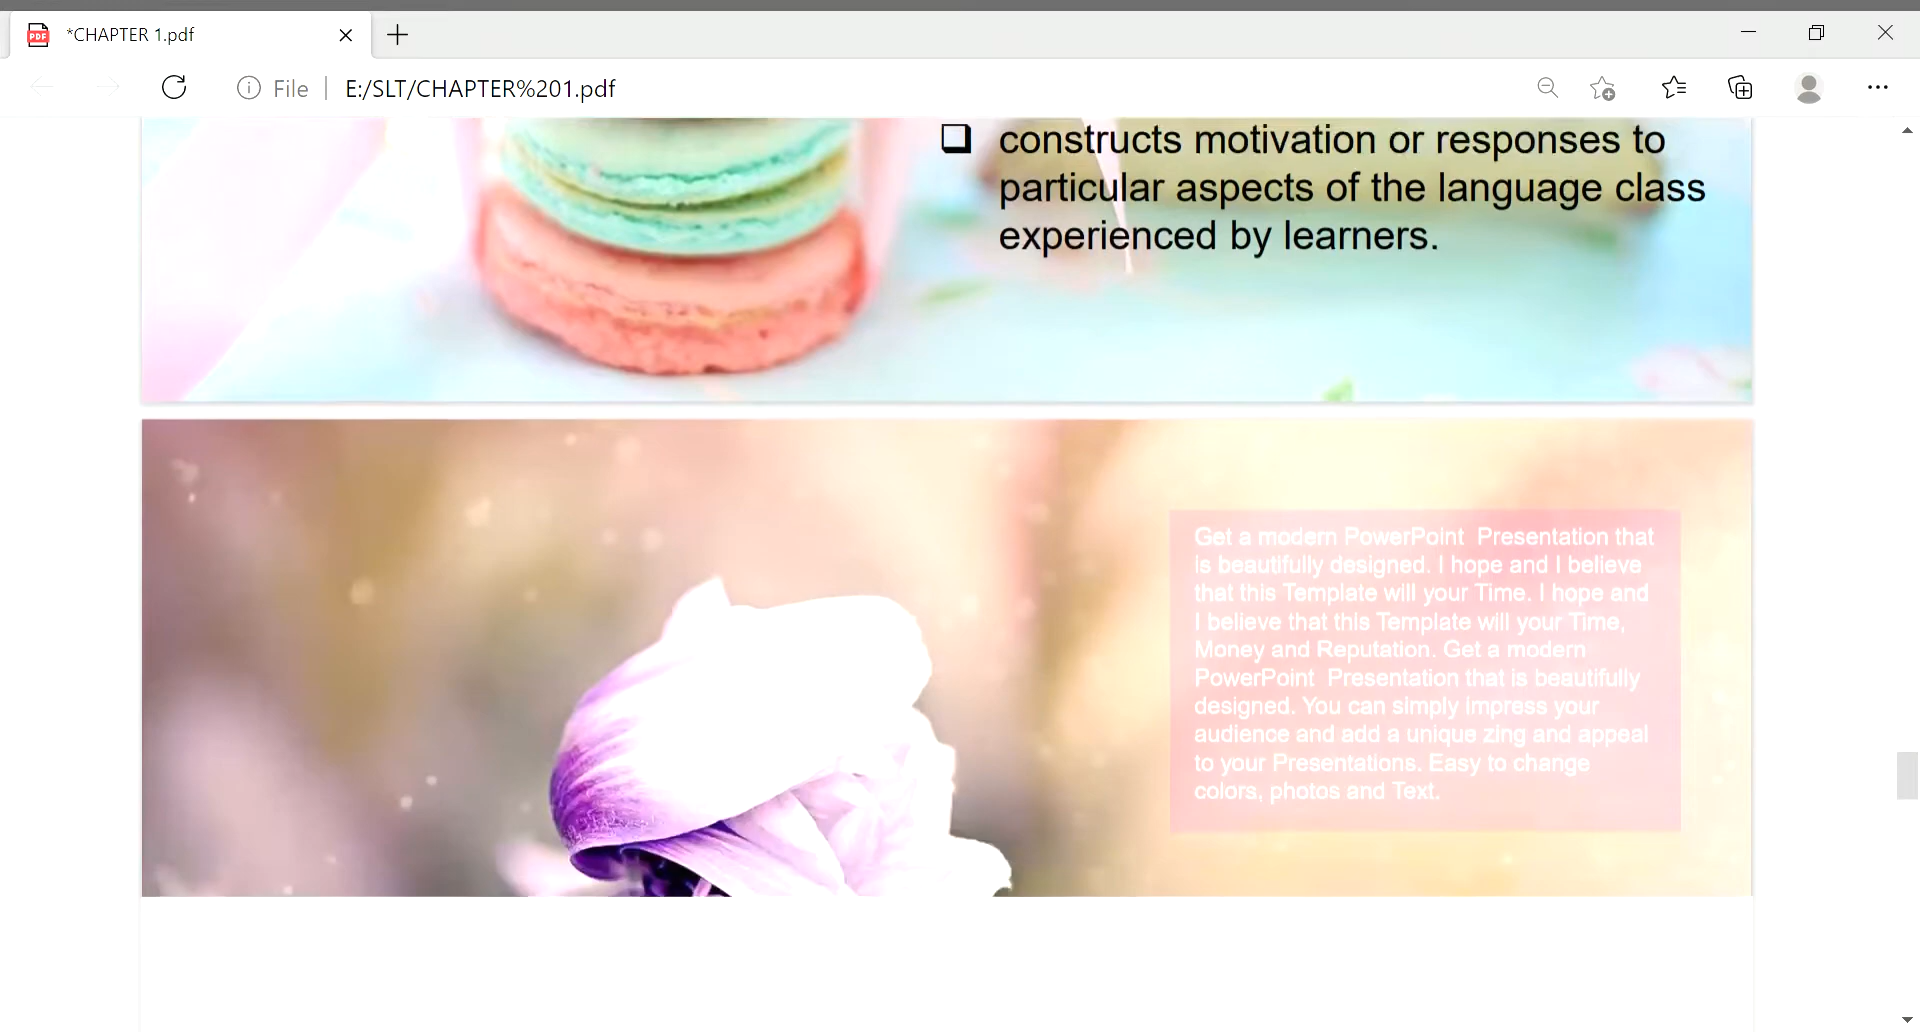 *CHAPTER 1.pdf
File
E:/SLT/CHAPTER%201.pdf
constructs motivation or responses to
particular aspects of the language class
experienced by learners.
Get a modern PowerPoint  Presentation that
is beautifully designed. I hope and I believe
that this Template will your Time. I hope and
I believe that this Template will your Time,
Money and Reputation. Get a modern
PowerPoint  Presentation that is beautifully
designed. You can simply impress your
audience and add a unique zing and appeal
to your Presentations. Easy to change
colors, photos and Text.